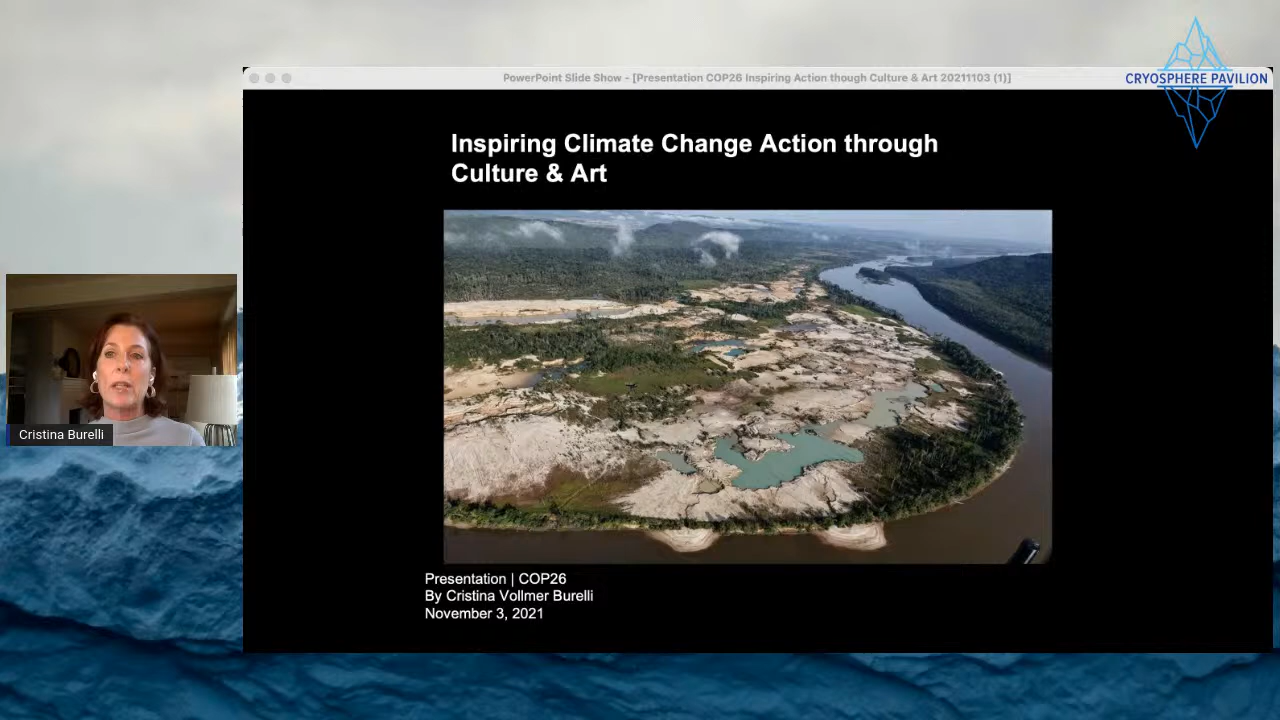 PowerPoint Slide Show - [Presentation COP26 Inspiring Action though Culture & Art 20211103 (1)]
CRYOSPHERE PAVILION
Inspiring Climate Change Action through
Culture & Art
Cristina Burelli
Presentation | COP26
By Cristina Vollmer Burelli
November 3, 2021